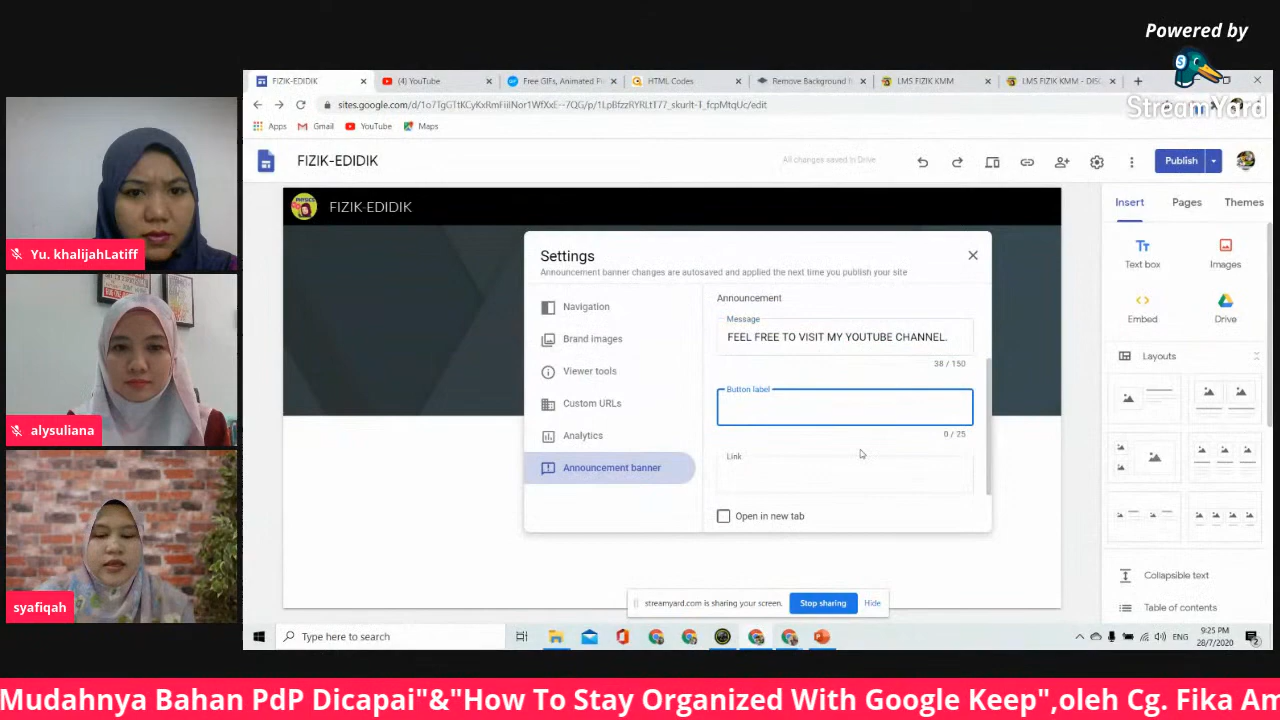 Powered by
StreamYard
Yu. khalijahLatiff
alysuliana
syafiqah
FIZIK-EDIDIK
(4) YouTube
Free GIFs, Animated
HTML Codes
Remove Background
LMS FIZIK KMM
LMS FIZIK KMM - DIS
Apps
Gmail
YouTube
Maps
FIZIK-EDIDIK
All changes saved in Drive
Publish
FIZIK-EDIDIK
Insert
Pages
Themes
Text box
Images
Embed
Drive
Layouts
Collapsible text
Table of contents
Settings
Announcement banner changes are autosaved and applied the next time you publish your site
Navigation
Brand images
Viewer tools
Custom URLs
Analytics
Announcement banner
Announcement
Message
FEEL FREE TO VISIT MY YOUTUBE CHANNEL.
38 / 150
Button label
0 / 25
Link
Open in new tab
streamyard.com is sharing your screen.
Stop sharing
Hide
Type here to search
ENG
9:25 PM
28/7/2020
Mudahnya Bahan PdP Dicapai"&"How To Stay Organized With Google Keep",oleh Cg. Fika Am